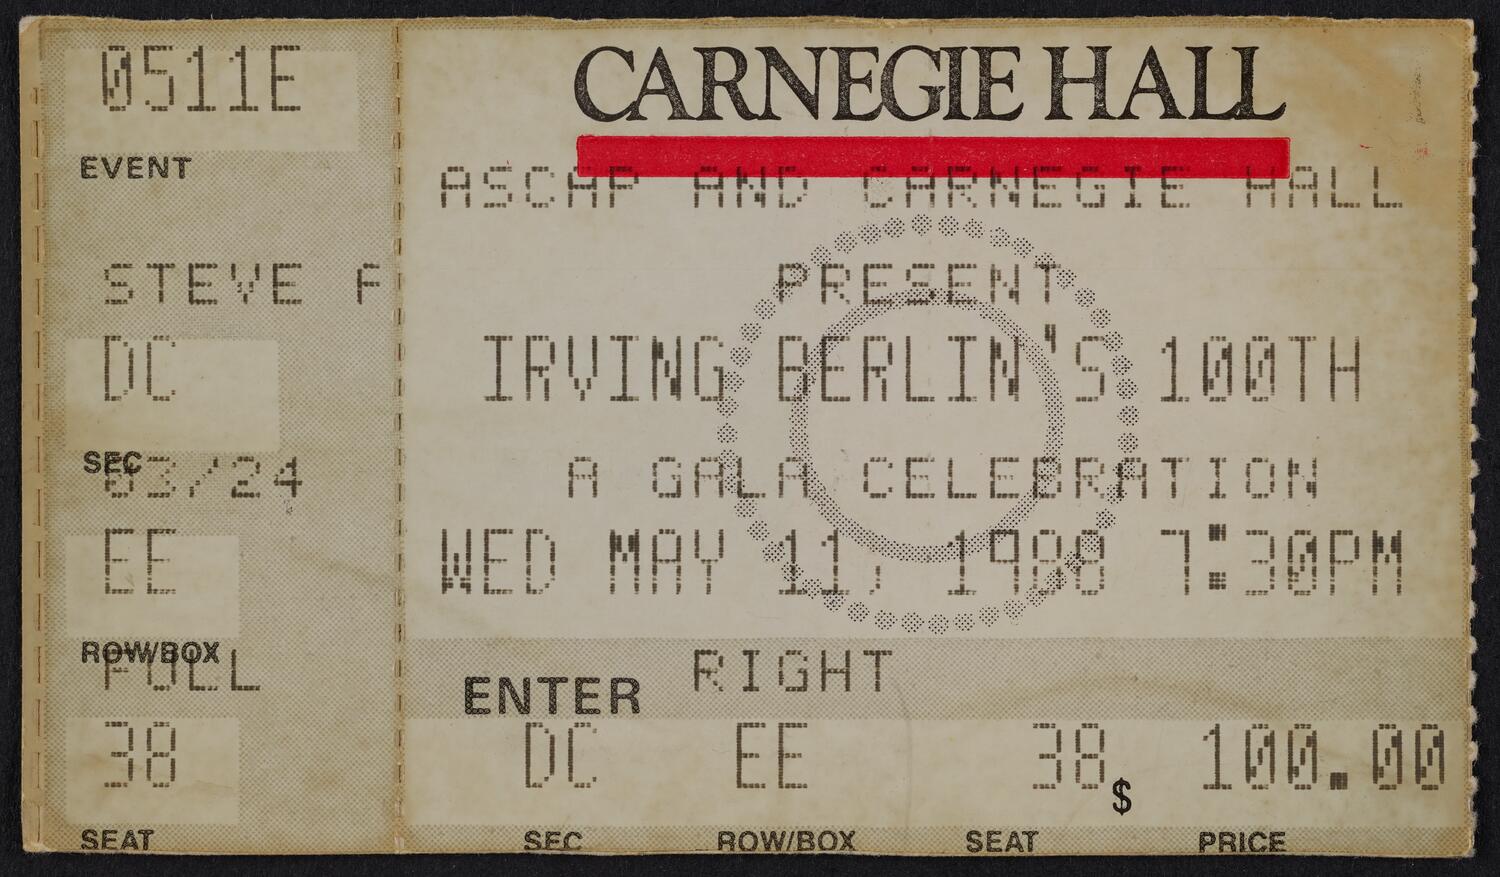 0511E
EVENT
STEVE F
DC
SEC
03/24
EE
ROW/BOX
FULL
38
SEAT
CARNEGIE HALL
ASCAP AND CARNEGIE HALL
PRESENT
IRVING BERLIN'S 100TH
A GALA CELEBRATION
WED MAY 11, 1988 7:30PM
ENTER RIGHT
DC EE 38 $ 100.00
SEC ROW/BOX SEAT PRICE